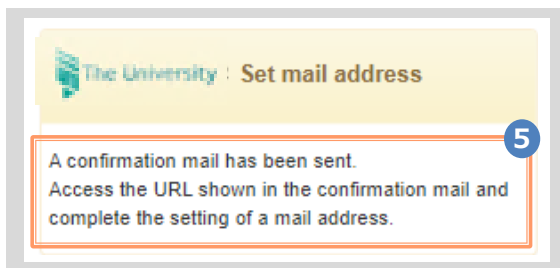 The University : Set mail address
5
A confirmation mail has been sent.
Access the URL shown in the confirmation mail and
complete the setting of a mail address.